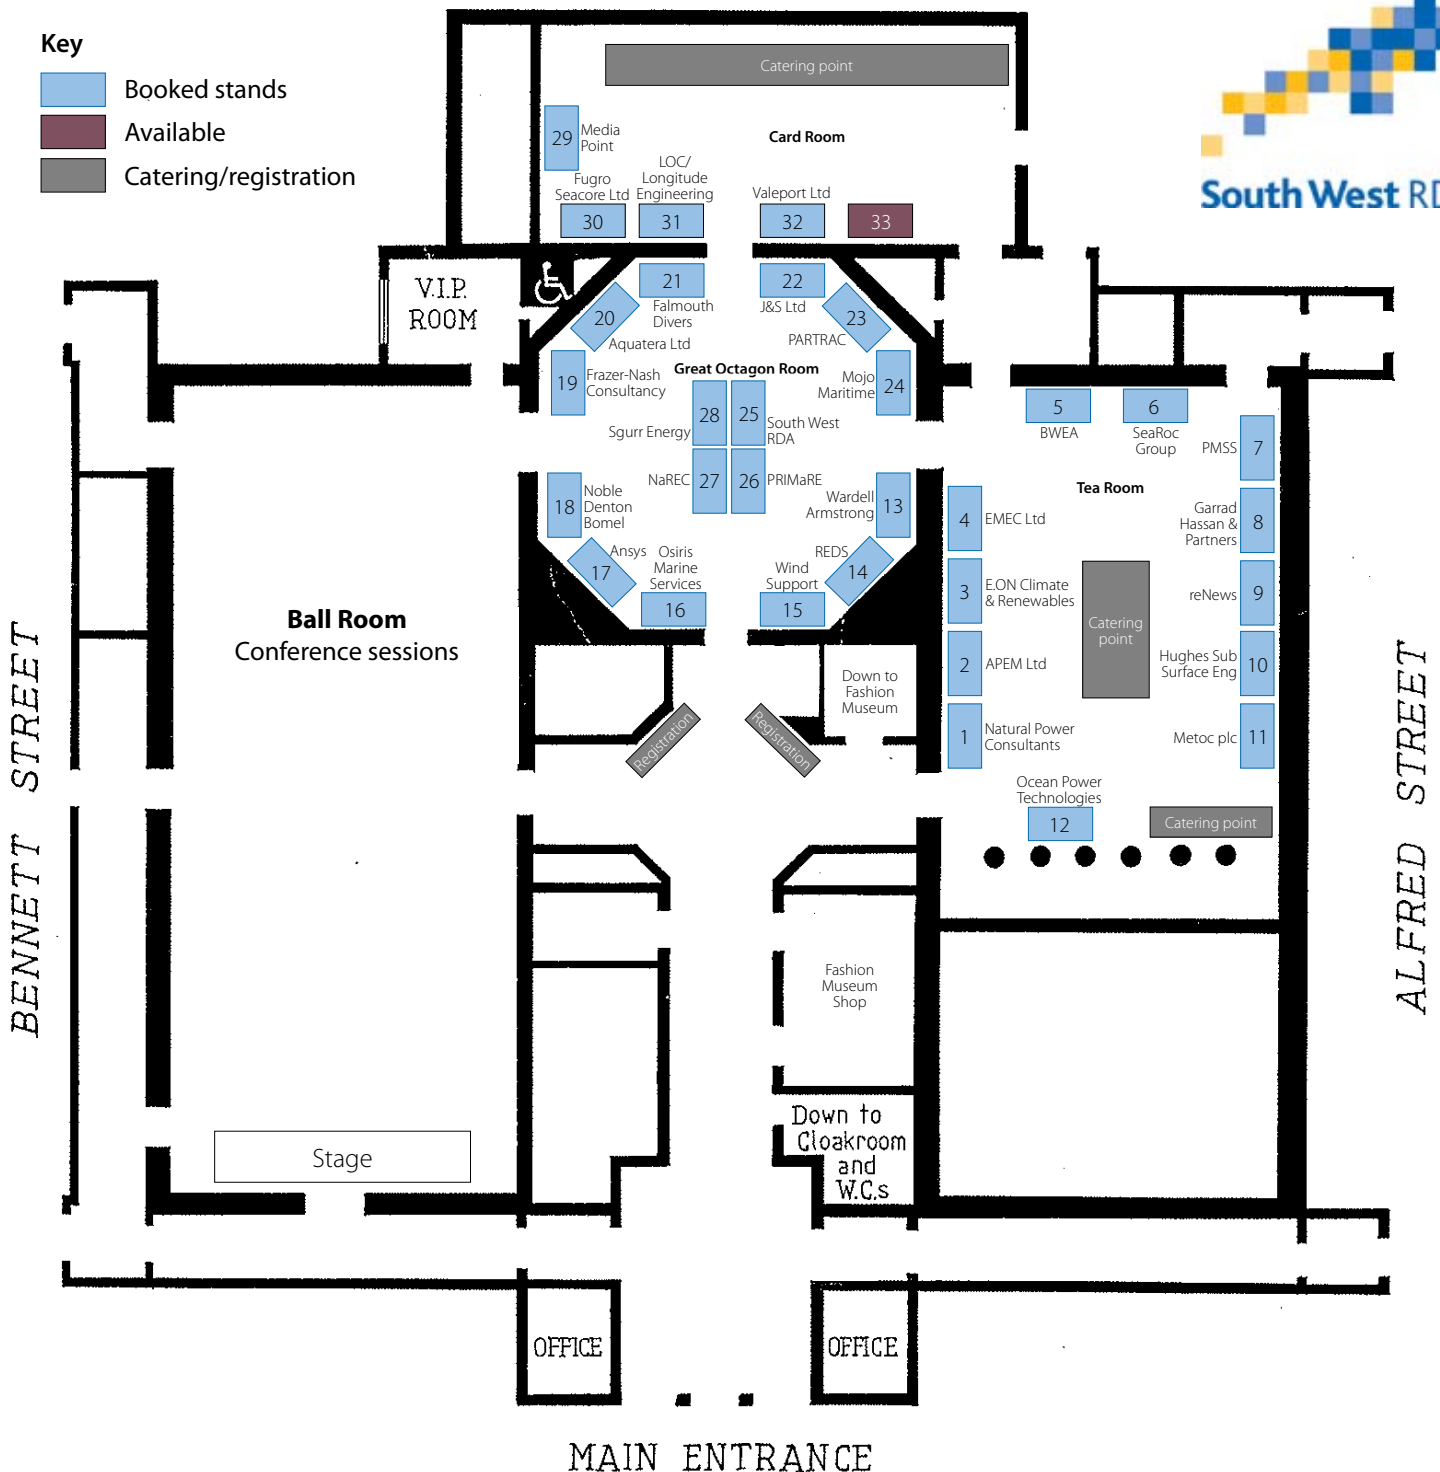 Key
Booked stands
Available
Catering/registration
South West RD
Catering point
Card Room
29
Media
Point
Fugro
Seacore Ltd
30
LOC/
Longitude
Engineering
31
Valeport Ltd
32
33
V.I.P.
ROOM
21
Falmouth
Divers
22
J&S Ltd
20
Aquatera Ltd
23
PARTRAC
Great Octagon Room
19
Frazer-Nash
Consultancy
Mojo
Maritime
24
28
Sgurr Energy
25
South West
RDA
NaREC
27
26
PRIMaRE
18
Noble
Denton
Bomel
Wardell
Armstrong
13
Ansys
17
Osiris
Marine
Services
16
Wind
Support
15
REDS
14
5
BWEA
6
SeaRoc
Group
PMSS
7
Tea Room
4
EMEC Ltd
Garrad
Hassan &
Partners
8
3
E.ON Climate
& Renewables
reNews
9
Catering
point
2
APEM Ltd
Hughes Sub
Surface Eng
10
1
Natural Power
Consultants
Metoc plc
11
Ocean Power
Technologies
12
Catering point
Ball Room
Conference sessions
Down to
Fashion
Museum
Registration
Registration
BENNETT STREET
ALFRED STREET
Fashion
Museum
Shop
Down to
Cloakroom
and
W.C.s
Stage
OFFICE
OFFICE
MAIN ENTRANCE